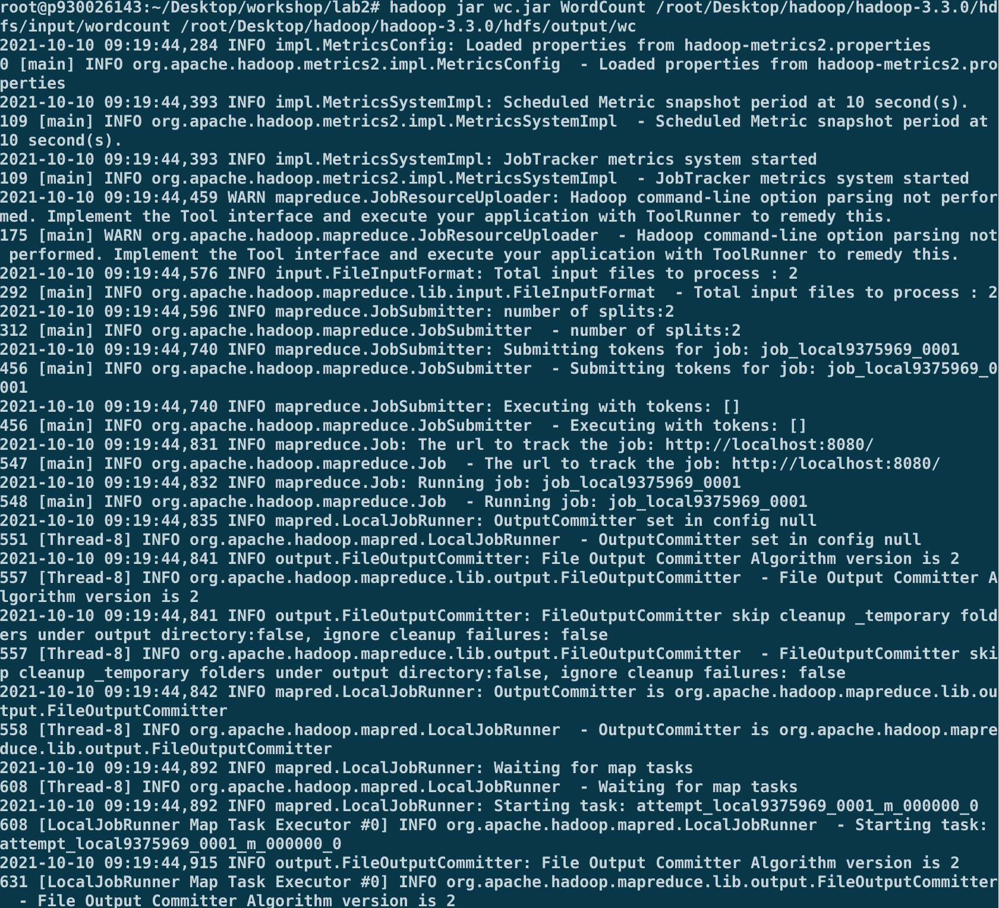 root@p930026143:~/Desktop/workshop/lab2# hadoop jar wc.jar WordCount /root/Desktop/hadoop/hadoop-3.3.0/hd
fs/input/wordcount /root/Desktop/hadoop/hadoop-3.3.0/hdfs/output/wc
2021-10-10 09:19:44,284 INFO impl.MetricsConfig: Loaded properties from hadoop-metrics2.properties
0 [main] INFO org.apache.hadoop.metrics2.impl.MetricsConfig  - Loaded properties from hadoop-metrics2.pro
perties
2021-10-10 09:19:44,393 INFO impl.MetricsSystemImpl: Scheduled Metric snapshot period at 10 second(s).
109 [main] INFO org.apache.hadoop.metrics2.impl.MetricsSystemImpl  - Scheduled Metric snapshot period at
10 second(s).
2021-10-10 09:19:44,393 INFO impl.MetricsSystemImpl: JobTracker metrics system started
109 [main] INFO org.apache.hadoop.metrics2.impl.MetricsSystemImpl  - JobTracker metrics system started
2021-10-10 09:19:44,459 WARN mapreduce.JobResourceUploader: Hadoop command-line option parsing not perfor
med. Implement the Tool interface and execute your application with ToolRunner to remedy this.
175 [main] WARN org.apache.hadoop.mapreduce.JobResourceUploader  - Hadoop command-line option parsing not
 performed. Implement the Tool interface and execute your application with ToolRunner to remedy this.
2021-10-10 09:19:44,576 INFO input.FileInputFormat: Total input files to process : 2
292 [main] INFO org.apache.hadoop.mapreduce.lib.input.FileInputFormat  - Total input files to process : 2
2021-10-10 09:19:44,596 INFO mapreduce.JobSubmitter: number of splits:2
312 [main] INFO org.apache.hadoop.mapreduce.JobSubmitter  - number of splits:2
2021-10-10 09:19:44,740 INFO mapreduce.JobSubmitter: Submitting tokens for job: job_local9375969_0001
456 [main] INFO org.apache.hadoop.mapreduce.JobSubmitter  - Submitting tokens for job: job_local9375969_0
001
2021-10-10 09:19:44,740 INFO mapreduce.JobSubmitter: Executing with tokens: []
456 [main] INFO org.apache.hadoop.mapreduce.JobSubmitter  - Executing with tokens: []
2021-10-10 09:19:44,831 INFO mapreduce.Job: The url to track the job: http://localhost:8080/
547 [main] INFO org.apache.hadoop.mapreduce.Job  - The url to track the job: http://localhost:8080/
2021-10-10 09:19:44,832 INFO mapreduce.Job: Running job: job_local9375969_0001
548 [main] INFO org.apache.hadoop.mapreduce.Job  - Running job: job_local9375969_0001
2021-10-10 09:19:44,835 INFO mapred.LocalJobRunner: OutputCommitter set in config null
551 [Thread-8] INFO org.apache.hadoop.mapred.LocalJobRunner  - OutputCommitter set in config null
2021-10-10 09:19:44,841 INFO output.FileOutputCommitter: File Output Committer Algorithm version is 2
557 [Thread-8] INFO org.apache.hadoop.mapreduce.lib.output.FileOutputCommitter  - File Output Committer A
lgorithm version is 2
2021-10-10 09:19:44,841 INFO output.FileOutputCommitter: FileOutputCommitter skip cleanup _temporary fold
ers under output directory:false, ignore cleanup failures: false
557 [Thread-8] INFO org.apache.hadoop.mapreduce.lib.output.FileOutputCommitter  - FileOutputCommitter ski
p cleanup _temporary folders under output directory:false, ignore cleanup failures: false
2021-10-10 09:19:44,842 INFO mapred.LocalJobRunner: OutputCommitter is org.apache.hadoop.mapreduce.lib.ou
tput.FileOutputCommitter
558 [Thread-8] INFO org.apache.hadoop.mapred.LocalJobRunner  - OutputCommitter is org.apache.hadoop.mapre
duce.lib.output.FileOutputCommitter
2021-10-10 09:19:44,892 INFO mapred.LocalJobRunner: Waiting for map tasks
608 [Thread-8] INFO org.apache.hadoop.mapred.LocalJobRunner  - Waiting for map tasks
2021-10-10 09:19:44,892 INFO mapred.LocalJobRunner: Starting task: attempt_local9375969_0001_m_000000_0
608 [LocalJobRunner Map Task Executor #0] INFO org.apache.hadoop.mapred.LocalJobRunner  - Starting task:
attempt_local9375969_0001_m_000000_0
2021-10-10 09:19:44,915 INFO output.FileOutputCommitter: File Output Committer Algorithm version is 2
631 [LocalJobRunner Map Task Executor #0] INFO org.apache.hadoop.mapreduce.lib.output.FileOutputCommitter
  - File Output Committer Algorithm version is 2